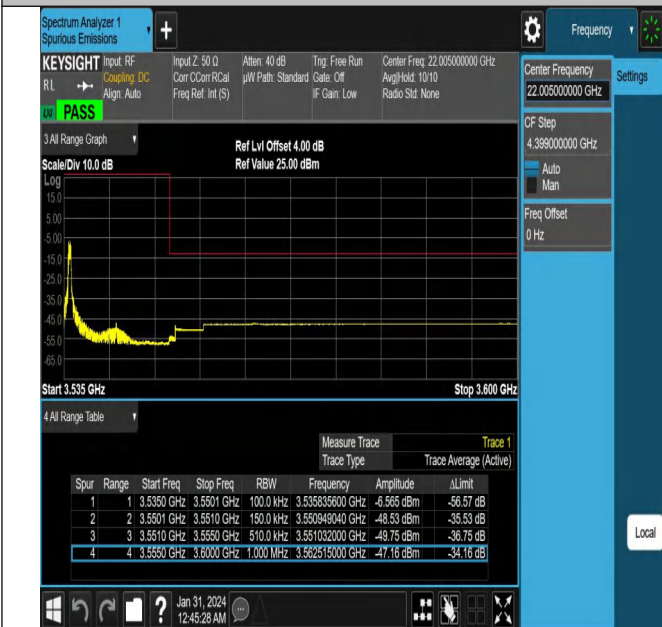 Spectrum Analyzer 1
Spurious Emissions
+
Frequency
KEYSIGHT Input: RF Input Z: 50 Ω Atten: 40 dB Trig: Free Run Center Freq: 22.005000000 GHz
RL Coupling: DC Corr CCorr RCal µW Path: Standard Gate: Off Avg|Hold: 10/10
Align: Auto Freq Ref: Int (S) IF Gain: Low Radio Std: None
PASS
Center Frequency
22.005000000 GHz
Settings
CF Step
4.399000000 GHz
Auto
Man
Freq Offset
0 Hz
3 All Range Graph
Ref Lvl Offset 4.00 dB
Scale/Div 10.0 dB Ref Value 25.00 dBm
Log
15.0
5.00
-5.00
-15.0
-25.0
-35.0
-45.0
-55.0
-65.0
Start 3.535 GHz Stop 3.600 GHz
4 All Range Table
Measure Trace Trace 1
Trace Type Trace Average (Active)
Spur Range Start Freq Stop Freq RBW Frequency Amplitude ΔLimit
1 1 3.5350 GHz 3.5501 GHz 100.0 kHz 3.535835600 GHz -6.565 dBm -56.57 dB
2 2 3.5501 GHz 3.5510 GHz 150.0 kHz 3.550949040 GHz -48.53 dBm -35.53 dB
3 3 3.5510 GHz 3.5550 GHz 510.0 kHz 3.551032000 GHz -49.75 dBm -36.75 dB
4 4 3.5550 GHz 3.6000 GHz 1.000 MHz 3.562515000 GHz -47.16 dBm -34.16 dB
Local
?
Jan 31, 2024
12:45:28 AM